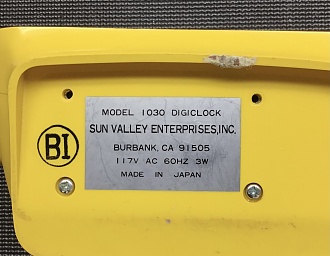 MODEL 1030 DIGICLOCK
SUN VALLEY ENTERPRISES, INC.
BURBANK, CA 91505
117V AC 60HZ 3W
MADE IN JAPAN
BI